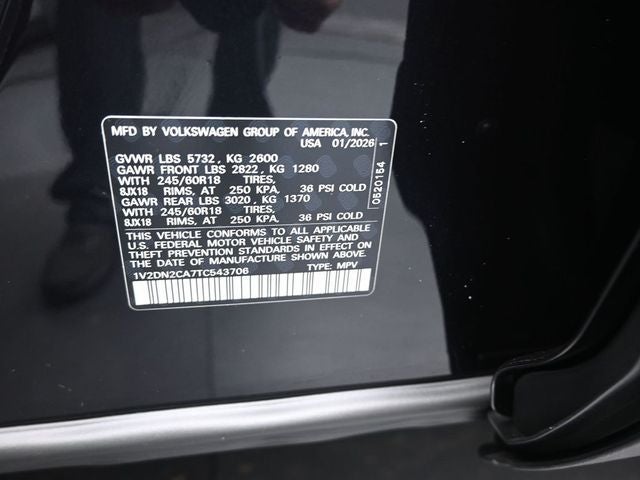 MFD BY VOLKSWAGEN GROUP OF AMERICA, INC.
USA 01/2026
GVWR LBS 5732 , KG 2600
GAWR FRONT LBS 2822 , KG 1280
WITH 245/60R18 TIRES,
8JX18 RIMS, AT 250 KPA, 36 PSI COLD
GAWR REAR LBS 3020 , KG 1370
WITH 245/60R18 TIRES,
8JX18 RIMS, AT 250 KPA, 36 PSI COLD
THIS VEHICLE CONFORMS TO ALL APPLICABLE
U.S. FEDERAL MOTOR VEHICLE SAFETY AND
THEFT PREVENTION STANDARDS IN EFFECT ON
THE DATE OF MANUFACTURE SHOWN ABOVE.
1V2DN2CA7TC543706 TYPE: MPV
0520154 1